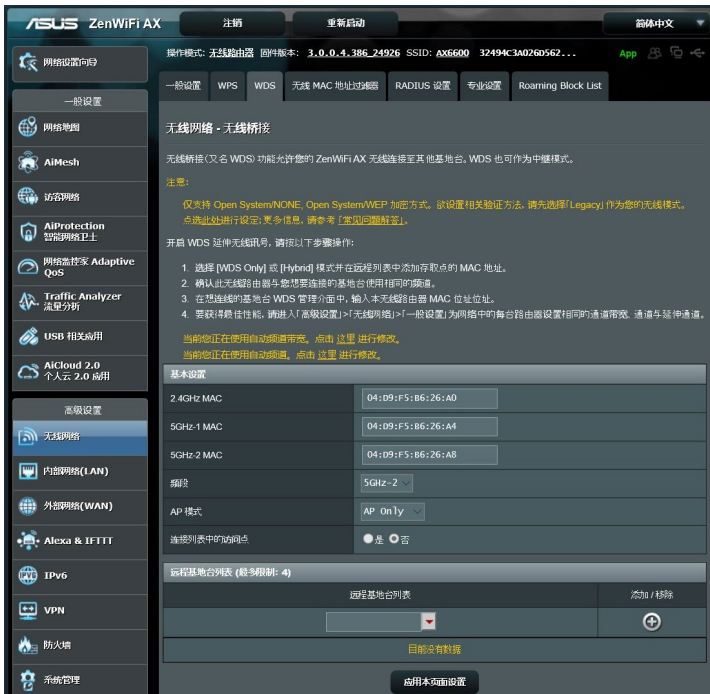 ASUS ZenWiFi AX 注销 重新启动 简体中文
操作模式: 无线路由器 固件版本: 3.0.0.4.386_24926 SSID: AX6600 32494C3A026D562... App
网络设置向导
一般设置 WPS WDS 无线 MAC 地址过滤器 RADIUS 设置 专业设置 Roaming Block List
一般设置
网络地图
AiMesh
访客网络
AiProtection
智能网络卫士
网络监控家 Adaptive
QoS
Traffic Analyzer
流量分析
USB 相关应用
AiCloud 2.0
个人云 2.0 应用
高级设置
无线网络
内部网络(LAN)
外部网络(WAN)
Alexa & IFTTT
IPv6
VPN
防火墙
系统管理
无线网络 - 无线桥接
无线桥接(又名 WDS) 功能允许您的 ZenWiFi AX 无线连接至其他基地台。WDS 也可作为中继模式。
注意:
仅支持 Open System/NONE, Open System/WEP 加密方式。欲设置相关验证方法, 请先选择「Legacy」作为您的无线模式。
点选此处进行设定;更多信息, 请参考「常见问题解答」。
开启 WDS 延伸无线讯号, 请按以下步骤操作:
1. 选择 [WDS Only] 或 [Hybrid] 模式并在远程列表中添加存取点的 MAC 地址。
2. 确认此无线路由器与您想要连接的基地台使用相同的频道。
3. 在想连线的基地台 WDS 管理介面中, 输入本无线路由器 MAC 位址位址。
4. 要获得最佳性能, 请进入「高级设置」>「无线网络」>「一般设置」为网络中的每台路由器设置相同的通道带宽, 通道与延伸通道。
当前您正在使用自动频道带宽。点击 这里 进行修改。
当前您正在使用自动频道。点击 这里 进行修改。
基本设置
2.4GHz MAC 04:D9:F5:B6:26:A0
5GHz-1 MAC 04:D9:F5:B6:26:A4
5GHz-2 MAC 04:D9:F5:B6:26:A8
频段 5GHz-2
AP 模式 AP Only
连接列表中的访问点 是 否
远程基地台列表 (最多限制: 4)
远程基地台列表 添加 / 移除
目前没有数据
应用本页面设置